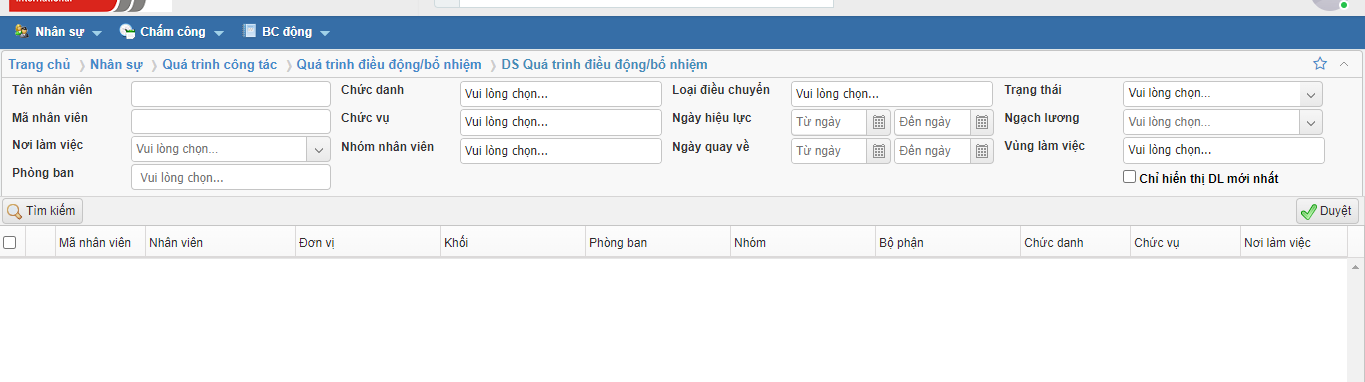 International
Nhân sự Chấm công BC động
Trang chủ Nhân sự Quá trình công tác Quá trình điều động/bổ nhiệm DS Quá trình điều động/bổ nhiệm
Tên nhân viên Chức danh Vui lòng chọn... Loại điều chuyển Vui lòng chọn... Trạng thái Vui lòng chọn...
Mã nhân viên Chức vụ Vui lòng chọn... Ngày hiệu lực Từ ngày Đến ngày Ngạch lương Vui lòng chọn...
Nơi làm việc Vui lòng chọn... Nhóm nhân viên Vui lòng chọn... Ngày quay về Từ ngày Đến ngày Vùng làm việc Vui lòng chọn...
Phòng ban Vui lòng chọn... Chỉ hiển thị DL mới nhất
Tìm kiếm Duyệt
Mã nhân viên Nhân viên Đơn vị Khối Phòng ban Nhóm Bộ phận Chức danh Chức vụ Nơi làm việc